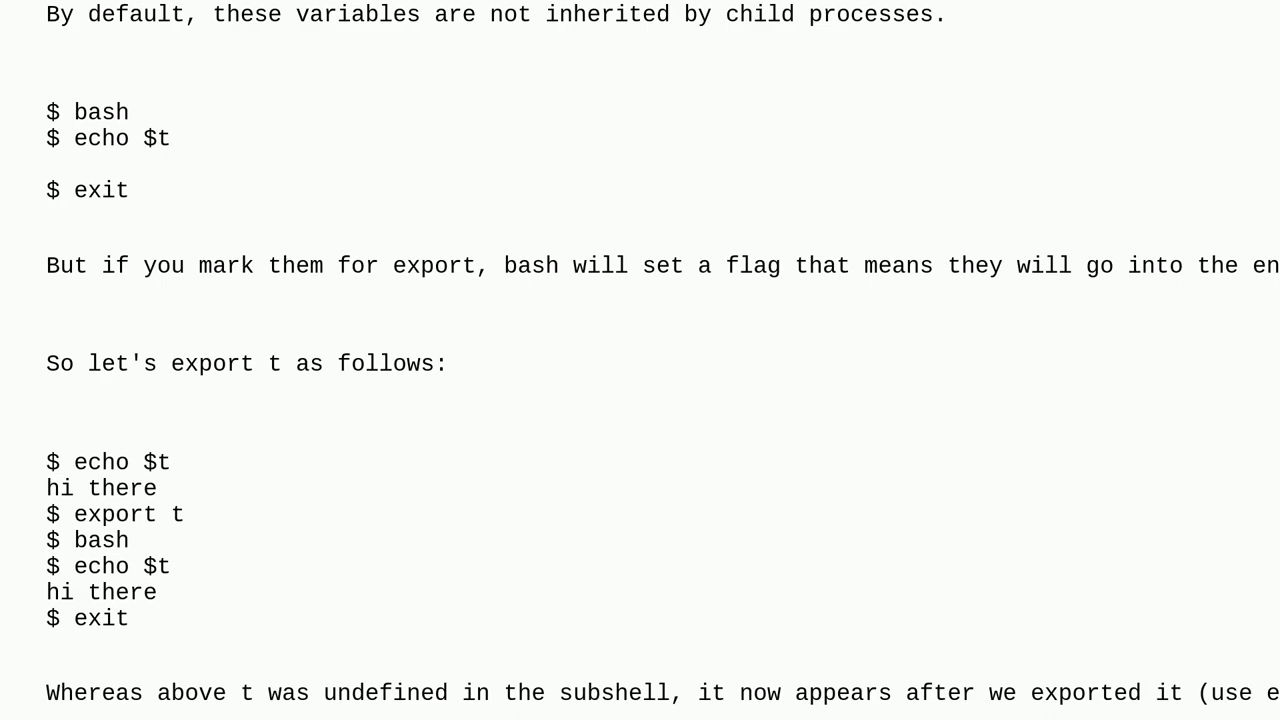 By default, these variables are not inherited by child processes.
$ bash
$ echo $t
$ exit
But if you mark them for export, bash will set a flag that means they will go into the en
So let's export t as follows:
$ echo $t
hi there
$ export t
$ bash
$ echo $t
hi there
$ exit
Whereas above t was undefined in the subshell, it now appears after we exported it (use e